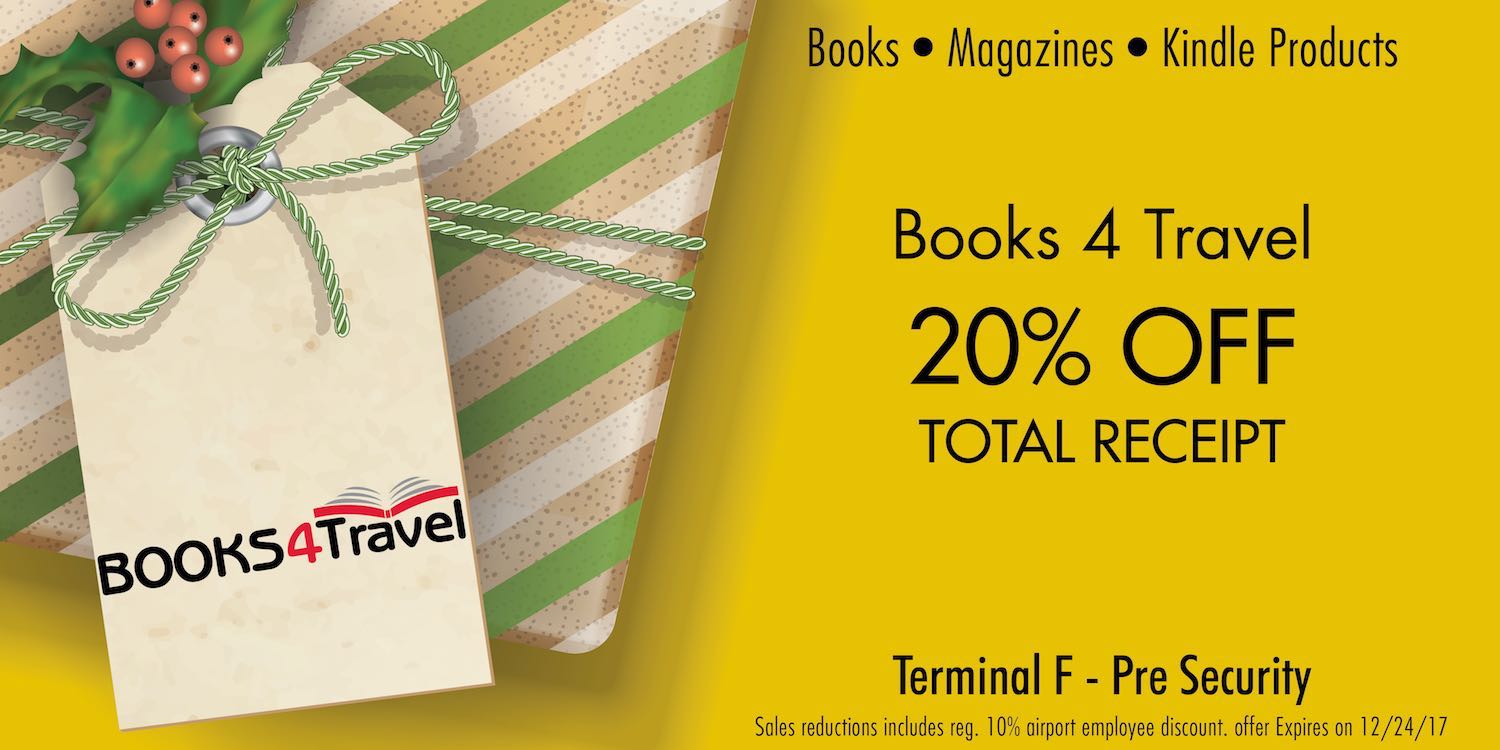 Books • Magazines • Kindle Products
Books 4 Travel
20% OFF
TOTAL RECEIPT
BOOKS4Travel
Terminal F - Pre Security
Sales reductions includes reg. 10% airport employee discount. offer Expires on 12/24/17